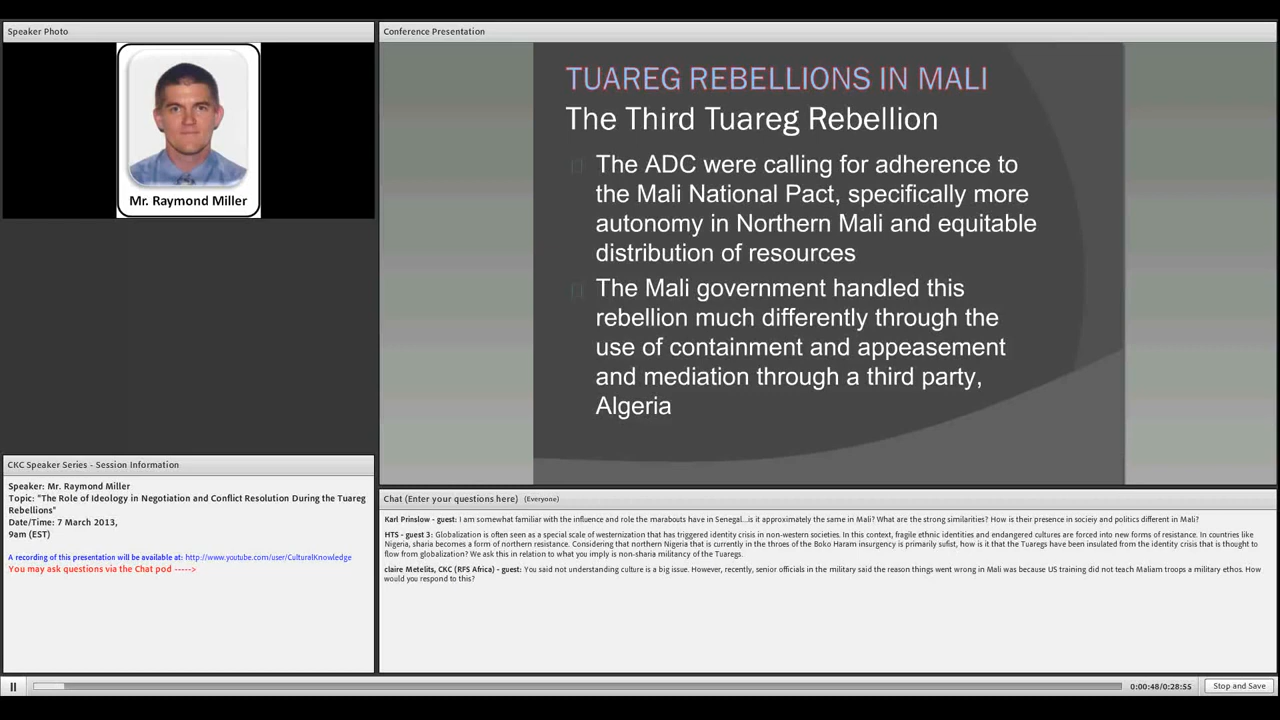 Speaker Photo
Mr. Raymond Miller
Conference Presentation
TUAREG REBELLIONS IN MALI
The Third Tuareg Rebellion
The ADC were calling for adherence to
the Mali National Pact, specifically more
autonomy in Northern Mali and equitable
distribution of resources
The Mali government handled this
rebellion much differently through the
use of containment and appeasement
and mediation through a third party,
Algeria
CKC Speaker Series - Session Information
Speaker: Mr. Raymond Miller
Topic: "The Role of Ideology in Negotiation and Conflict Resolution During the Tuareg
Rebellions"
Date/Time: 7 March 2013,
9am (EST)
A recording of this presentation will be available at: http://www.youtube.com/user/CulturalKnowledge
You may ask questions via the Chat pod ----->
Chat (Enter your questions here) (Everyone)
Karl Prinslow - guest: I am somewhat familiar with the influence and role the marabouts have in Senegal...is it approximately the same in Mali? What are the strong similarities? How is their presence in socieiy and politics different in Mali?
HTS - guest 3: Globalization is often seen as a special scale of westernization that has triggered identity crisis in non-western societies. In this context, fragile ethnic identities and endangered cultures are forced into new forms of resistance. In countries like
Nigeria, sharia becomes a form of northern resistance. Considering that northern Nigeria that is currently in the throes of the Boko Haram insurgency is primarily sufist, how is it that the Tuaregs have been insulated from the identity crisis that is thought to
flow from globalization? We ask this in relation to what you imply is non-sharia militancy of the Tuaregs.
claire Metelits, CKC (RFS Africa) - guest: You said not understanding culture is a big issue. However, recently, senior officials in the military said the reason things went wrong in Mali was because US training did not teach Maliam troops a military ethos. How
would you respond to this?
0:00:48/0:28:55
Stop and Save